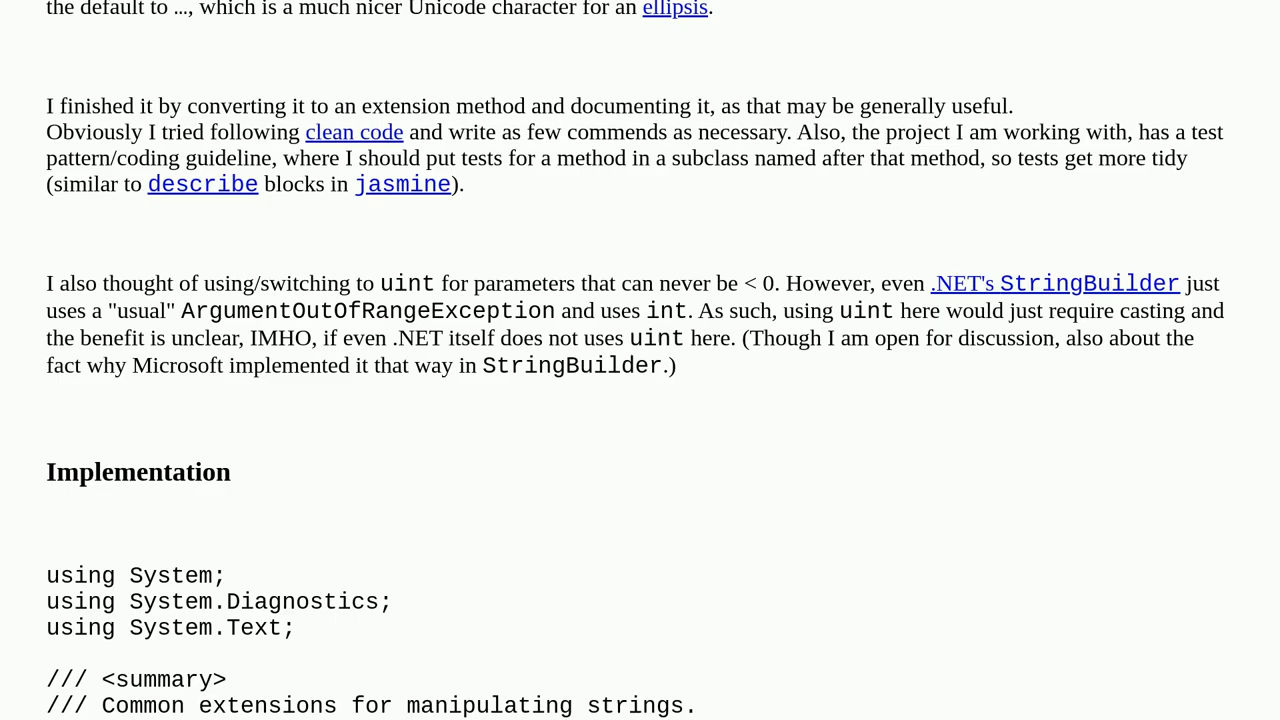 the default to …, which is a much nicer Unicode character for an ellipsis.
I finished it by converting it to an extension method and documenting it, as that may be generally useful.
Obviously I tried following clean code and write as few commends as necessary. Also, the project I am working with, has a test
pattern/coding guideline, where I should put tests for a method in a subclass named after that method, so tests get more tidy
(similar to describe blocks in jasmine).
I also thought of using/switching to uint for parameters that can never be < 0. However, even .NET's StringBuilder just
uses a "usual" ArgumentOutOfRangeException and uses int. As such, using uint here would just require casting and
the benefit is unclear, IMHO, if even .NET itself does not uses uint here. (Though I am open for discussion, also about the
fact why Microsoft implemented it that way in StringBuilder.)
Implementation
using System;
using System.Diagnostics;
using System.Text;
/// <summary>
/// Common extensions for manipulating strings.